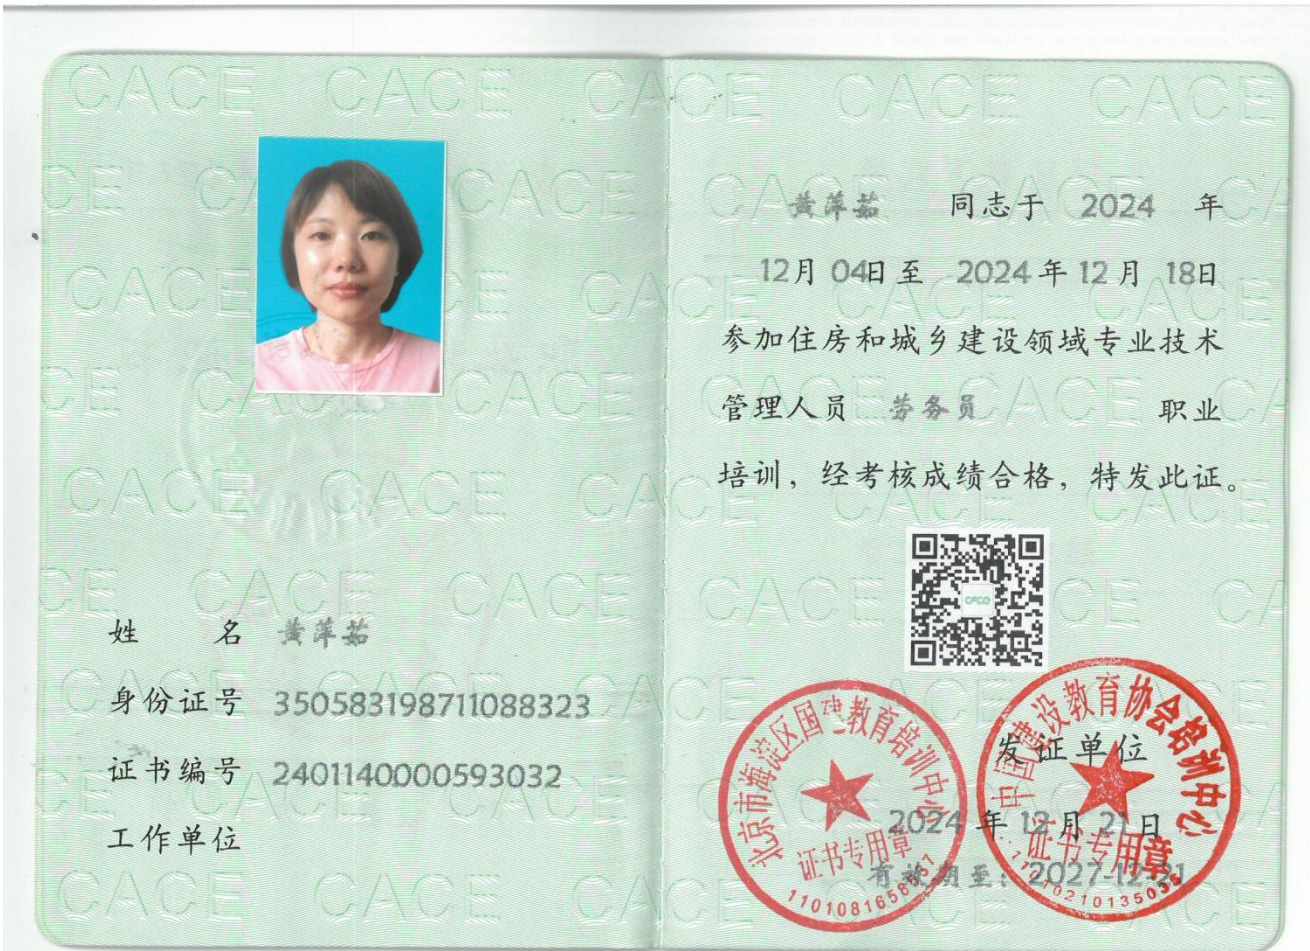 姓 名 黄萍茹
身份证号 350583198711088323
证书编号 2401140000593032
工作单位
黄萍茹 同志于 2024 年
12月 04日 至 2024 年 12 月 18日
参加住房和城乡建设领域专业技术
管理人员 劳务员 职业
培训，经考核成绩合格，特发此证。
CACE
北京市海淀区国建教育培训中心
证书专用章
中国建设教育协会培训中心
证书专用章
发证单位
2024 年 12 月 21 日
有效期至：2027-12-21